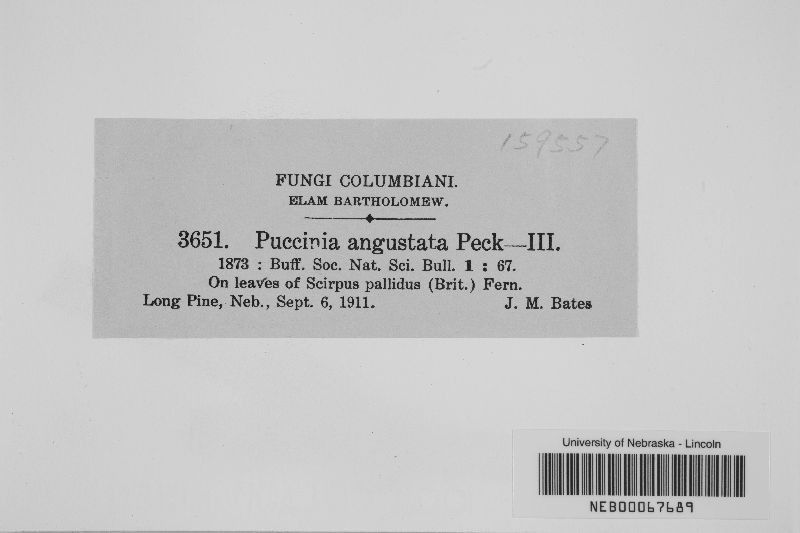 159557
FUNGI COLUMBIANI.
ELAM BARTHOLOMEW.
3651. Puccinia angustata Peck—III.
1873 : Buff. Soc. Nat. Sci. Bull. 1 : 67.
On leaves of Scirpus pallidus (Brit.) Fern.
Long Pine, Neb., Sept. 6, 1911. J. M. Bates
University of Nebraska - Lincoln
NEB00067689